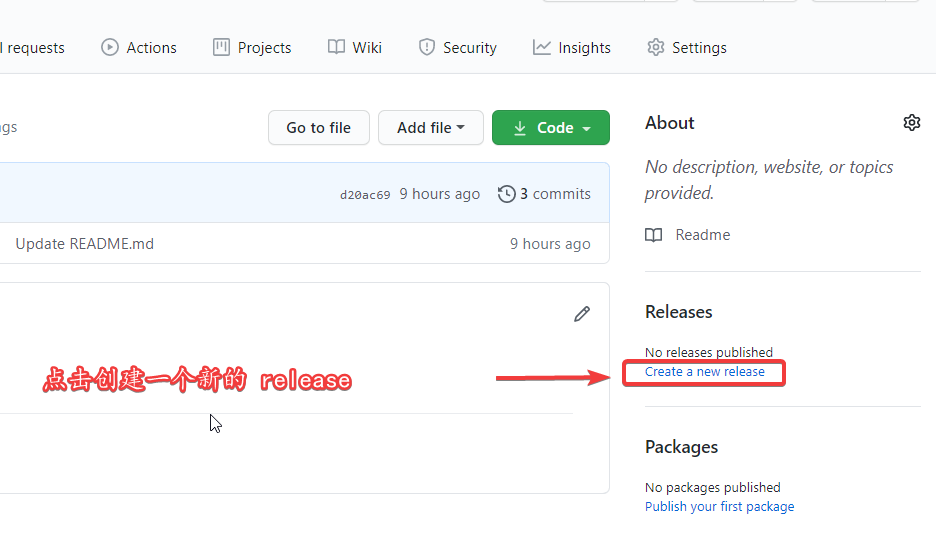 l requests Actions Projects Wiki Security Insights Settings
Go to file Add file Code
About
No description, website, or topics
provided.
d20ac69 9 hours ago 3 commits
Readme
Update README.md 9 hours ago
Releases
No releases published
Create a new release
点击创建一个新的 release
Packages
No packages published
Publish your first package